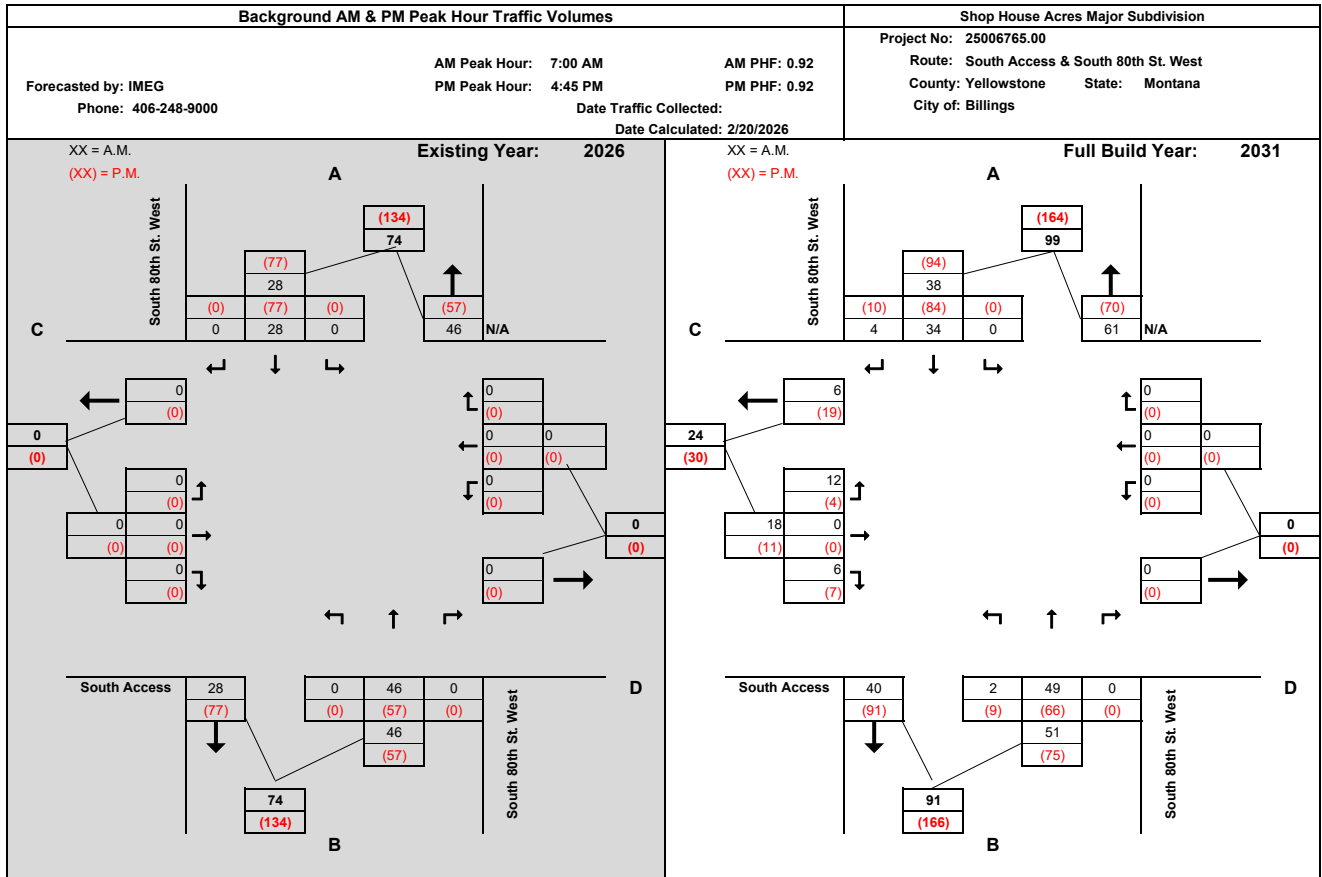 Background AM & PM Peak Hour Traffic Volumes
Shop House Acres Major Subdivision
Project No: 25006765.00
AM Peak Hour: 7:00 AM AM PHF: 0.92
Route: South Access & South 80th St. West
Forecasted by: IMEG PM Peak Hour: 4:45 PM PM PHF: 0.92
County: Yellowstone State: Montana
Phone: 406-248-9000 Date Traffic Collected:
City of: Billings
Date Calculated: 2/20/2026
XX = A.M. Existing Year: 2026
(XX) = P.M.
A
South 80th St. West
(134)
74
(77)
28
(0) (77) (0) (57)
0 28 0 46 N/A
C
0
(0)
0
(0)
0
(0)
0 0
(0) (0)
0
(0)
0
(0)
0 0
(0) (0)
0
(0)
0
(0)
0
(0)
South Access
28 0 46 0
(77) (0) (57) (0)
46
(57)
D
South 80th St. West
74
(134)
B
XX = A.M. Full Build Year: 2031
(XX) = P.M.
A
South 80th St. West
(164)
99
(94)
38
(10) (84) (0) (70)
4 34 0 61 N/A
C
6
(19)
24
(30)
12
(4)
18 0
(11) (0)
6
(7)
0
(0)
0 0
(0) (0)
0
(0)
0
(0)
0
(0)
South Access
40 2 49 0
(91) (9) (66) (0)
51
(75)
D
South 80th St. West
91
(166)
B